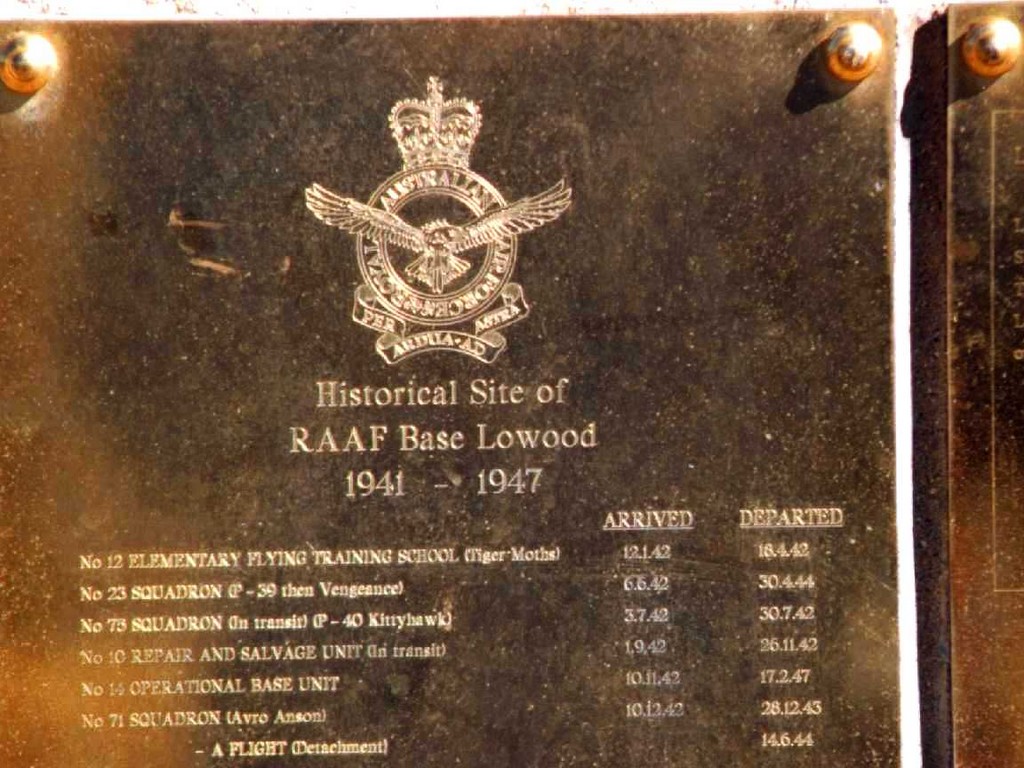 ROYAL AUSTRALIAN AIR FORCE
PER ARDUA AD ASTRA
Historical Site of
RAAF Base Lowood
1941 - 1947
ARRIVED DEPARTED
No 12 ELEMENTARY FLYING TRAINING SCHOOL (Tiger Moths) 12.1.42 18.4.42
No 23 SQUADRON (P - 39 then Vengeance) 6.6.42 30.4.44
No 75 SQUADRON (In transit) (P - 40 Kittyhawk) 3.7.42 30.7.42
No 10 REPAIR AND SALVAGE UNIT (In transit) 1.9.42 26.11.42
No 14 OPERATIONAL BASE UNIT 10.11.42 17.2.47
No 71 SQUADRON (Avro Anson) 10.12.42 28.12.43
- A FLIGHT (Detachment) 14.6.44